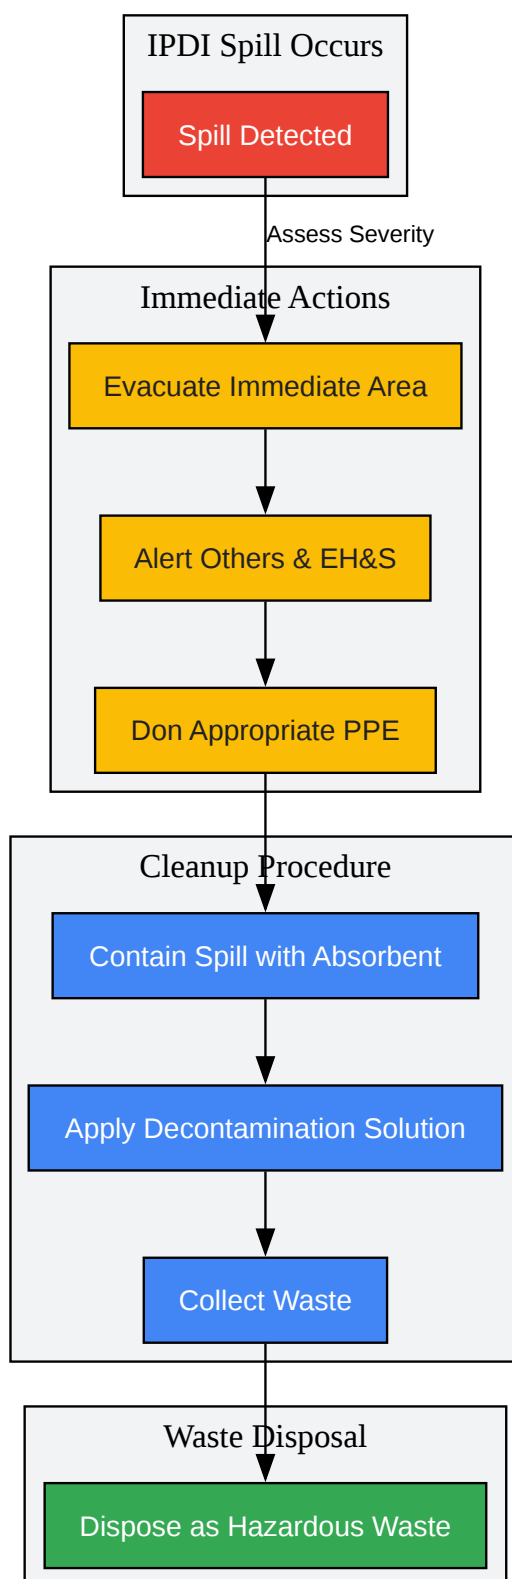 IPDI Spill Occurs
Spill Detected
Assess Severity
Immediate Actions
Evacuate Immediate Area
Alert Others & EH&S
Don Appropriate PPE
Cleanup Procedure
Contain Spill with Absorbent
Apply Decontamination Solution
Collect Waste
Waste Disposal
Dispose as Hazardous Waste